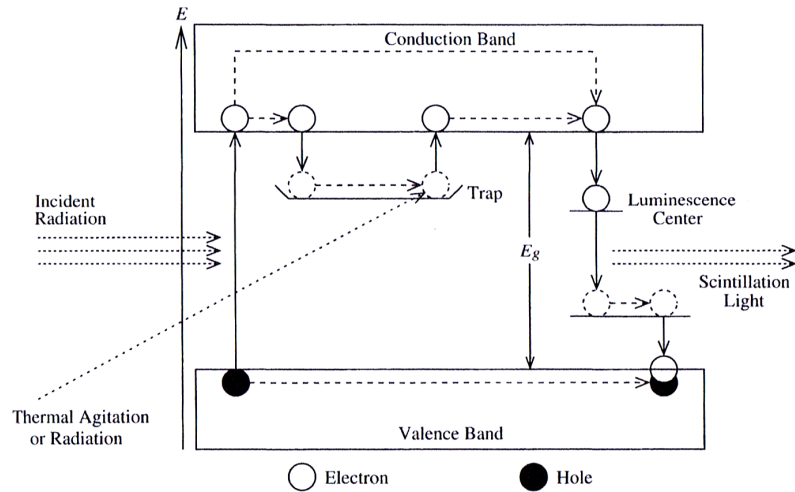 E
Conduction Band
Trap
Incident
Radiation
Luminescence
Center
Eg
Scintillation
Light
Thermal Agitation
or Radiation
Valence Band
Electron
Hole